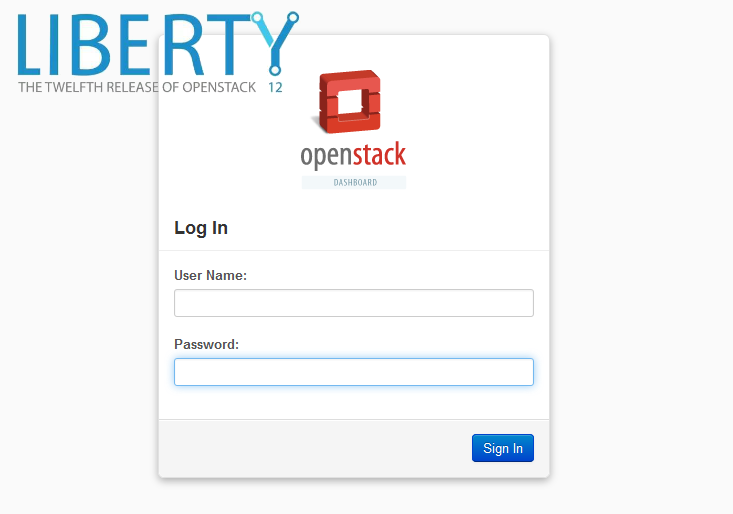 LIBERTY
THE TWELFTH RELEASE OF OPENSTACK 12
openstack
DASHBOARD
Log In
User Name:
Password:
Sign In